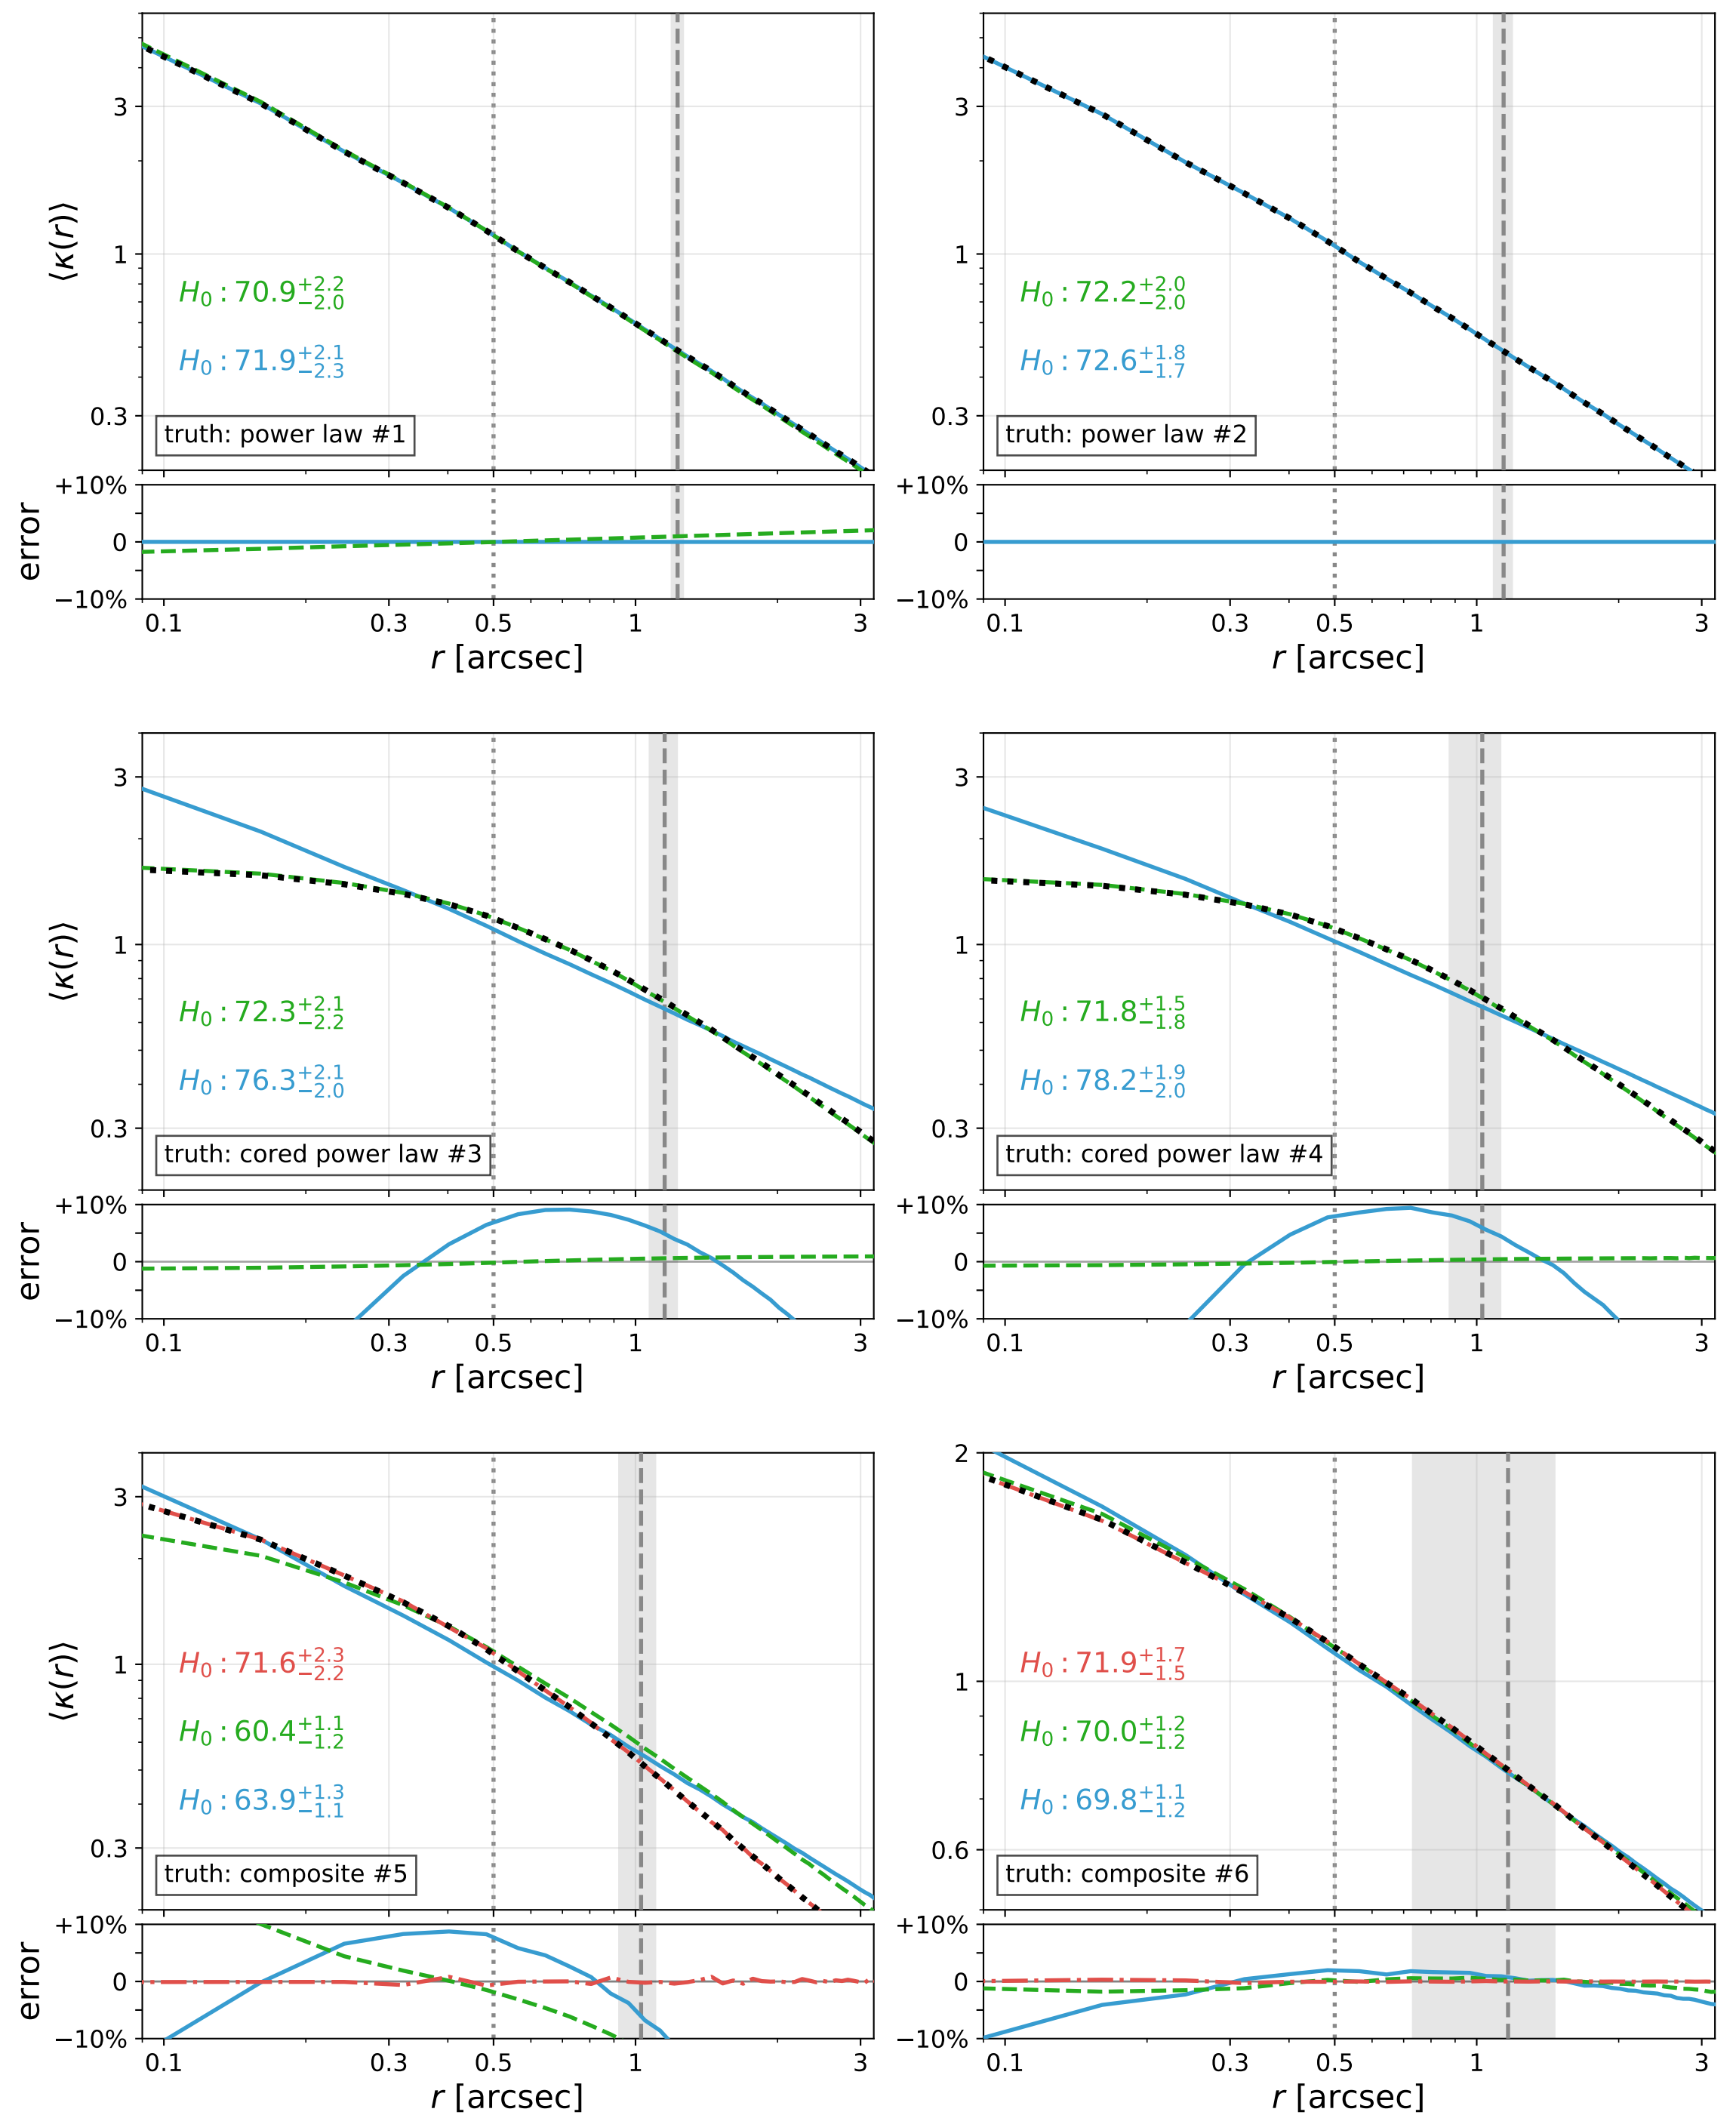 3
1
0.3
⟨κ(r)⟩
H₀ : 70.9 +2.2 −2.0
H₀ : 71.9 +2.1 −2.3
truth: power law #1
+10%
0
−10%
error
0.1 0.3 0.5 1 3
r [arcsec]
3
1
0.3
H₀ : 72.2 +2.0 −2.0
H₀ : 72.6 +1.8 −1.7
truth: power law #2
+10%
0
−10%
0.1 0.3 0.5 1 3
r [arcsec]
3
1
0.3
⟨κ(r)⟩
H₀ : 72.3 +2.1 −2.2
H₀ : 76.3 +2.1 −2.0
truth: cored power law #3
+10%
0
−10%
error
0.1 0.3 0.5 1 3
r [arcsec]
3
1
0.3
H₀ : 71.8 +1.5 −1.8
H₀ : 78.2 +1.9 −2.0
truth: cored power law #4
+10%
0
−10%
0.1 0.3 0.5 1 3
r [arcsec]
3
1
0.3
⟨κ(r)⟩
H₀ : 71.6 +2.3 −2.2
H₀ : 60.4 +1.1 −1.2
H₀ : 63.9 +1.3 −1.1
truth: composite #5
+10%
0
−10%
error
0.1 0.3 0.5 1 3
r [arcsec]
2
1
0.6
H₀ : 71.9 +1.7 −1.5
H₀ : 70.0 +1.2 −1.2
H₀ : 69.8 +1.1 −1.2
truth: composite #6
+10%
0
−10%
0.1 0.3 0.5 1 3
r [arcsec]